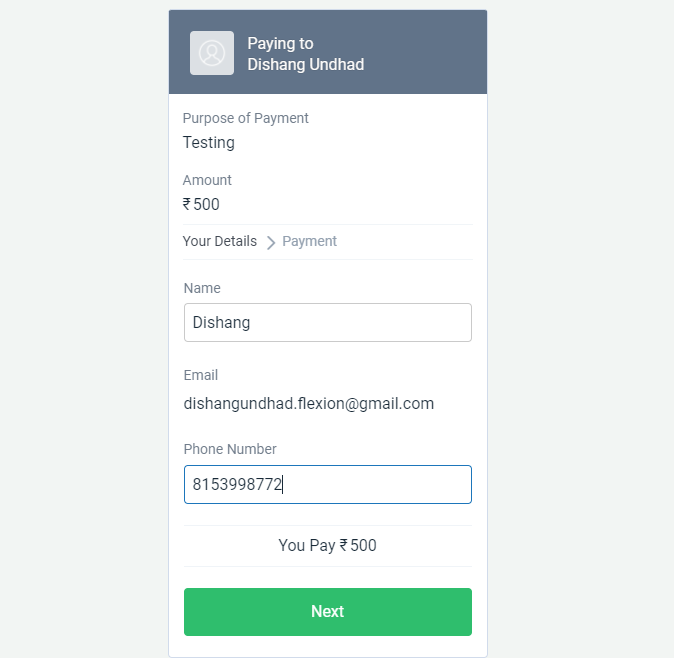 Paying to
Dishang Undhad
Purpose of Payment
Testing
Amount
₹500
Your Details > Payment
Name
Dishang
Email
dishangundhad.flexion@gmail.com
Phone Number
8153998772
You Pay ₹500
Next